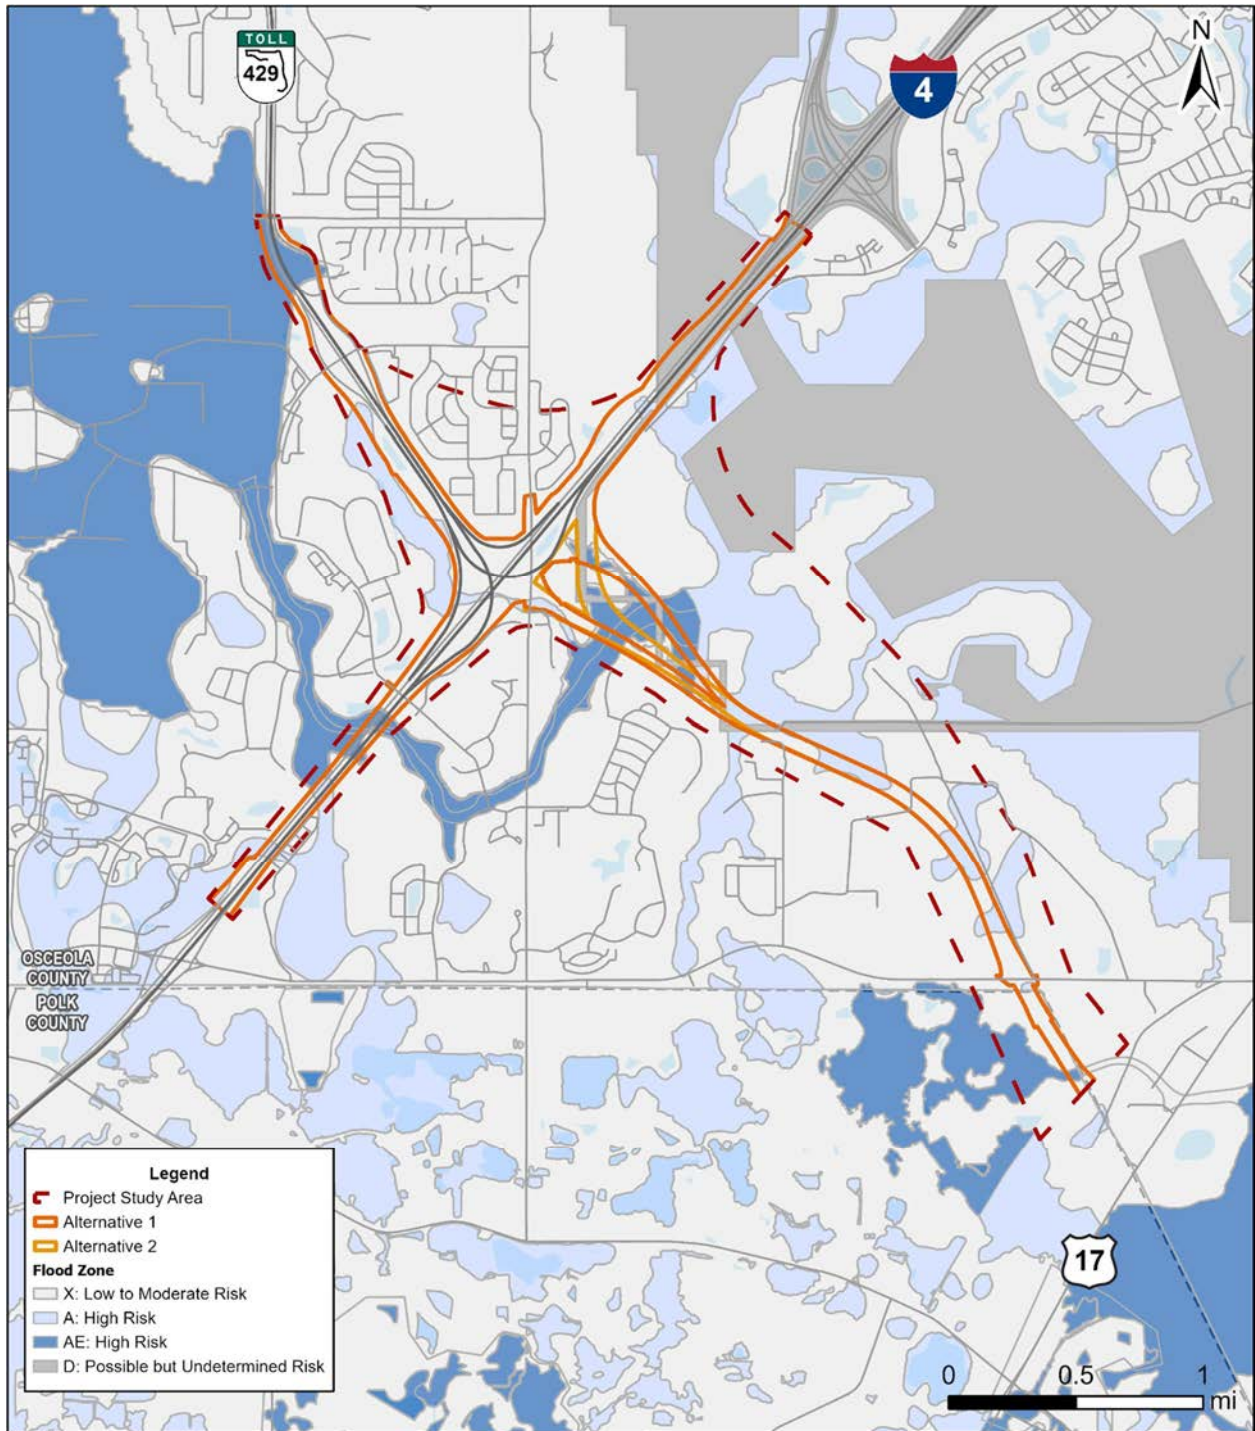 TOLL
429
4
N
OSCEOLA
COUNTY
POLK
COUNTY
Legend
Project Study Area
Alternative 1
Alternative 2
Flood Zone
X: Low to Moderate Risk
A: High Risk
AE: High Risk
D: Possible but Undetermined Risk
17
0 0.5 1
mi